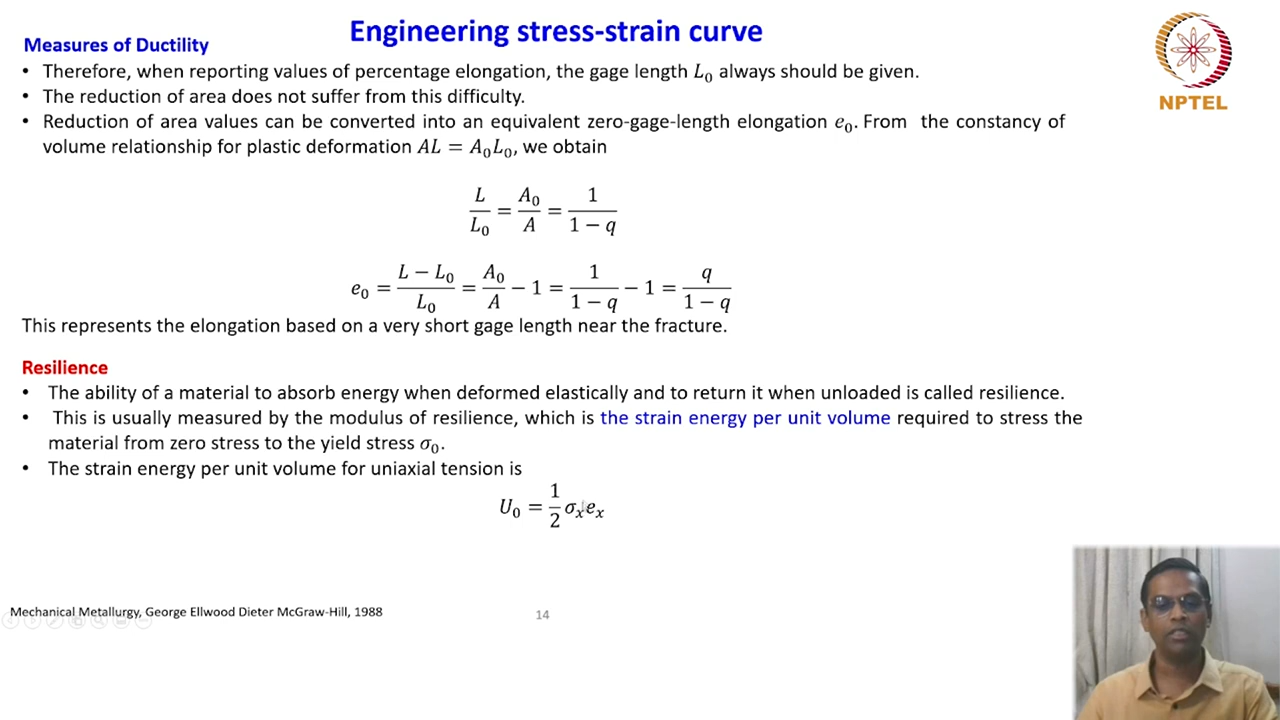 Engineering stress-strain curve
Measures of Ductility
• Therefore, when reporting values of percentage elongation, the gage length L₀ always should be given.
• The reduction of area does not suffer from this difficulty.
• Reduction of area values can be converted into an equivalent zero-gage-length elongation e₀. From the constancy of
volume relationship for plastic deformation AL = A₀L₀, we obtain
L/L₀ = A₀/A = 1/(1 − q)
e₀ = (L − L₀)/L₀ = A₀/A − 1 = 1/(1 − q) − 1 = q/(1 − q)
This represents the elongation based on a very short gage length near the fracture.
Resilience
• The ability of a material to absorb energy when deformed elastically and to return it when unloaded is called resilience.
• This is usually measured by the modulus of resilience, which is the strain energy per unit volume required to stress the
material from zero stress to the yield stress σ₀.
• The strain energy per unit volume for uniaxial tension is
U₀ = 1/2 σₓeₓ
Mechanical Metallurgy, George Ellwood Dieter McGraw-Hill, 1988
14
NPTEL